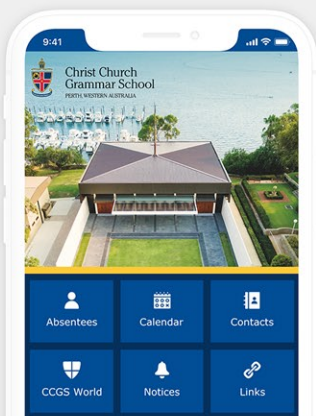 9:41
Christ Church
Grammar School
PERTH, WESTERN AUSTRALIA
Absentees
Calendar
Contacts
CCGS World
Notices
Links